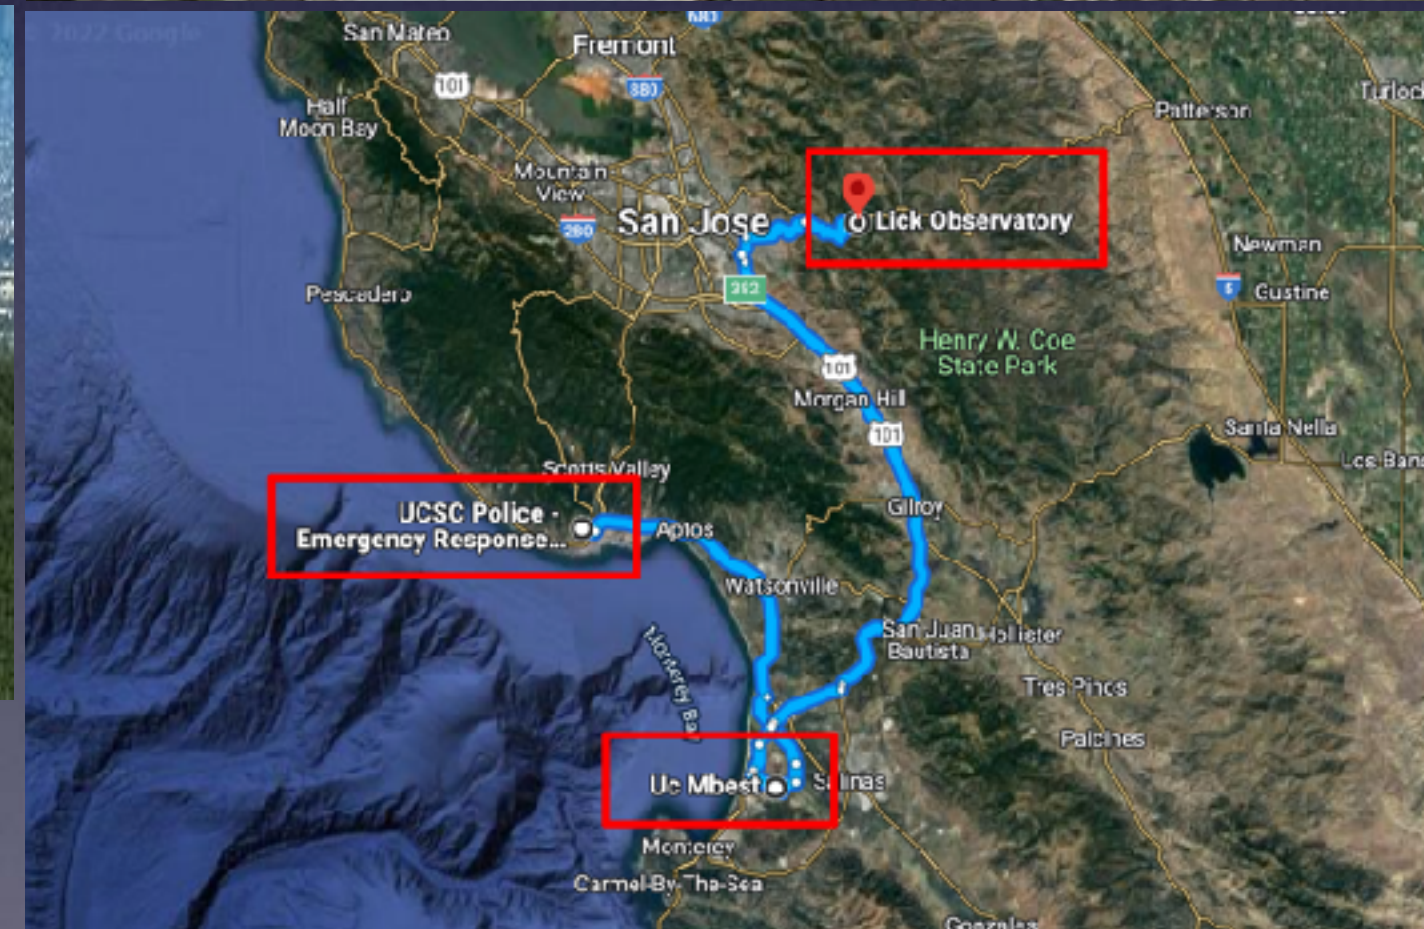 © 2022 Google
San Mateo
Fremont
101
880
Half
Moon Bay
Patterson
Mountain
View
280
San Jose
Lick Observatory
Newman
5
Gustine
Pescadero
Henry W. Coe
State Park
101
Morgan Hill
101
Santa Nella
Scotts Valley
Los Ban
Gilroy
UCSC Police -
Emergency Response...
Aptos
Watsonville
San Juan
Bautista
Hollister
Monterey Bay
Tres Pinos
Paicines
Uc Mbest
Salinas
Monterey
Carmel-By-The-Sea
Gonzales